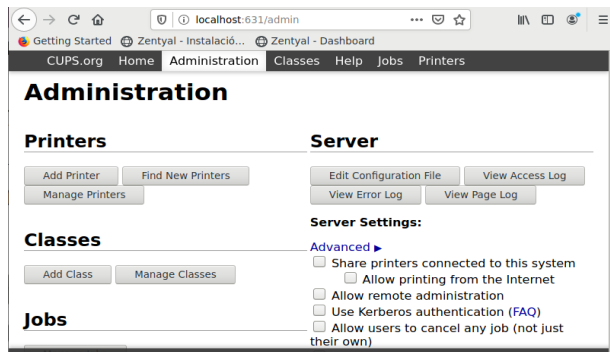 localhost:631/admin
Getting Started Zentyal - Instalació... Zentyal - Dashboard
CUPS.org Home Administration Classes Help Jobs Printers
Administration
Printers
Add Printer Find New Printers
Manage Printers
Classes
Add Class Manage Classes
Jobs
Server
Edit Configuration File View Access Log
View Error Log View Page Log
Server Settings:
Advanced ▶
Share printers connected to this system
Allow printing from the Internet
Allow remote administration
Use Kerberos authentication (FAQ)
Allow users to cancel any job (not just
their own)